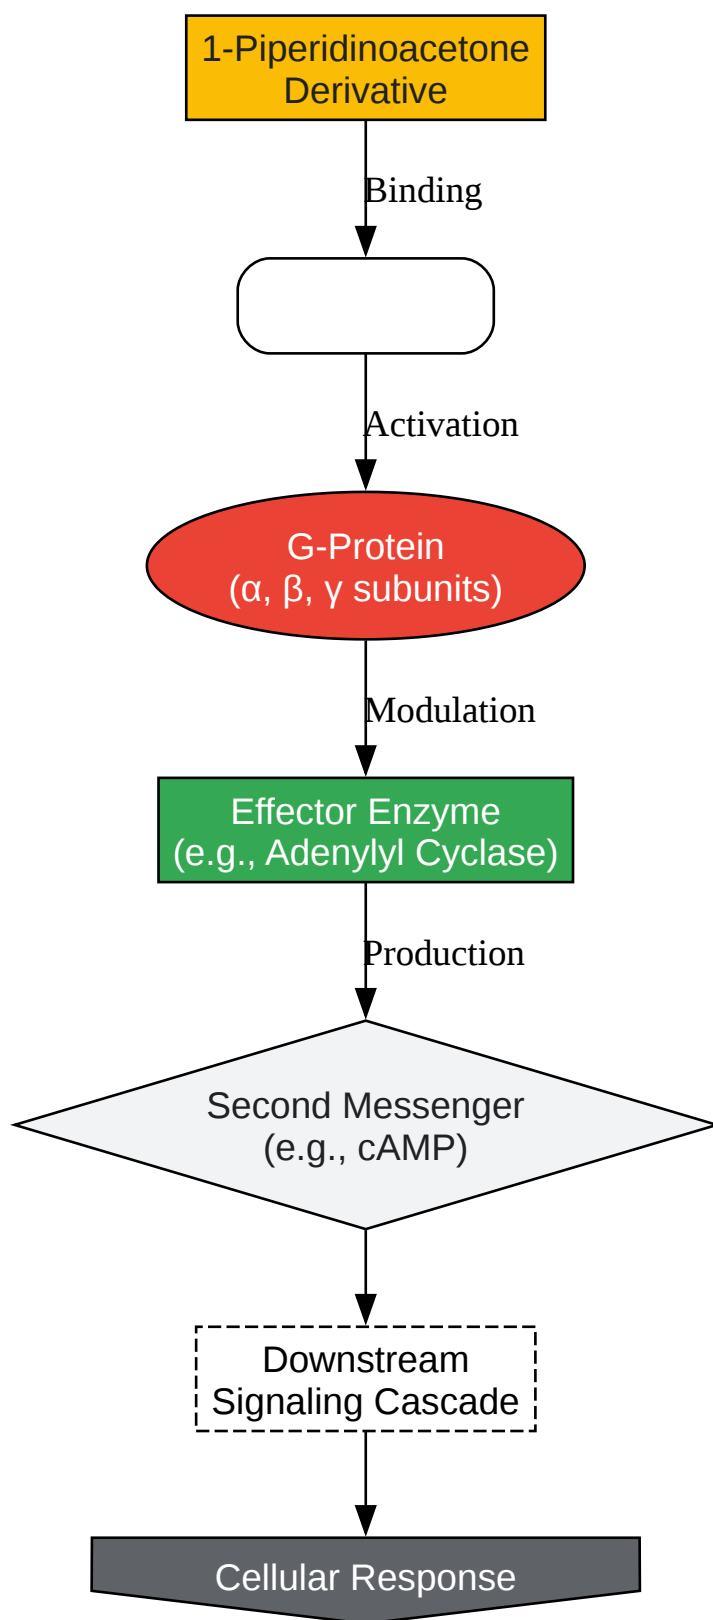 1-Piperidinoacetone
Derivative
Binding
Activation
G-Protein
(α, β, γ subunits)
Modulation
Effector Enzyme
(e.g., Adenylyl Cyclase)
Production
Second Messenger
(e.g., cAMP)
Downstream
Signaling Cascade
Cellular Response